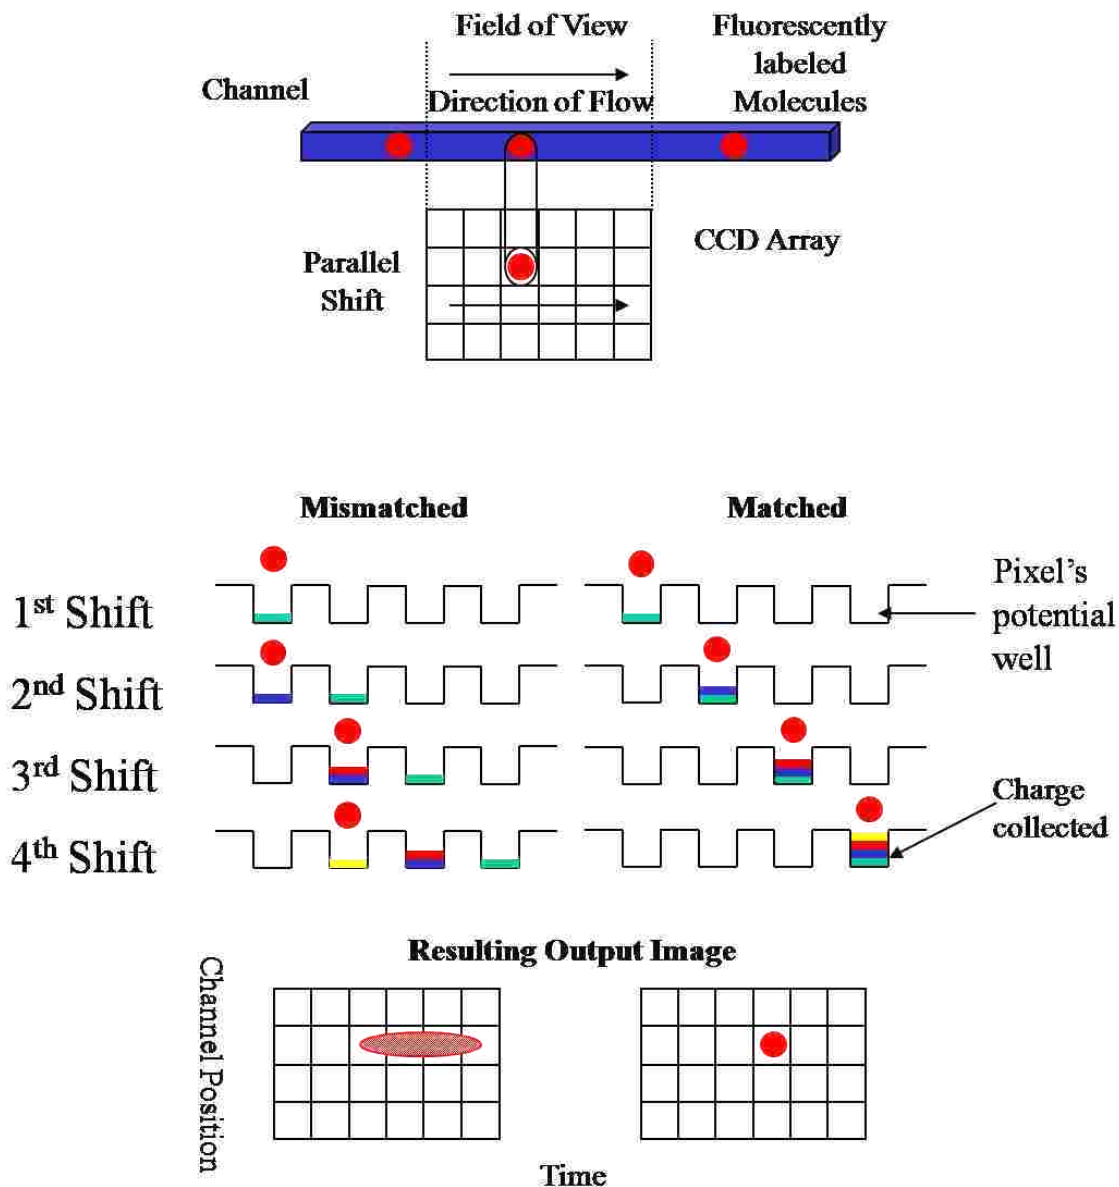 Field of View
Fluorescently
labeled
Molecules
Channel
Direction of Flow
CCD Array
Parallel
Shift
Mismatched
Matched
1st Shift
Pixel's
potential
well
2nd Shift
3rd Shift
Charge
collected
4th Shift
Resulting Output Image
Channel Position
Time